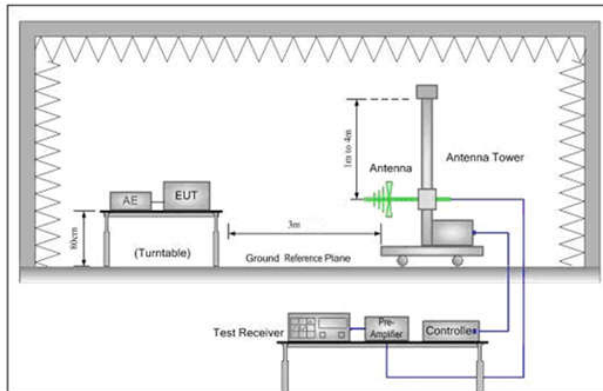 1m to 4m
Antenna
Antenna Tower
AE
EUT
80cm
(Turntable)
3m
Ground Reference Plane
Test Receiver
Pre-
Amplifier
Controller